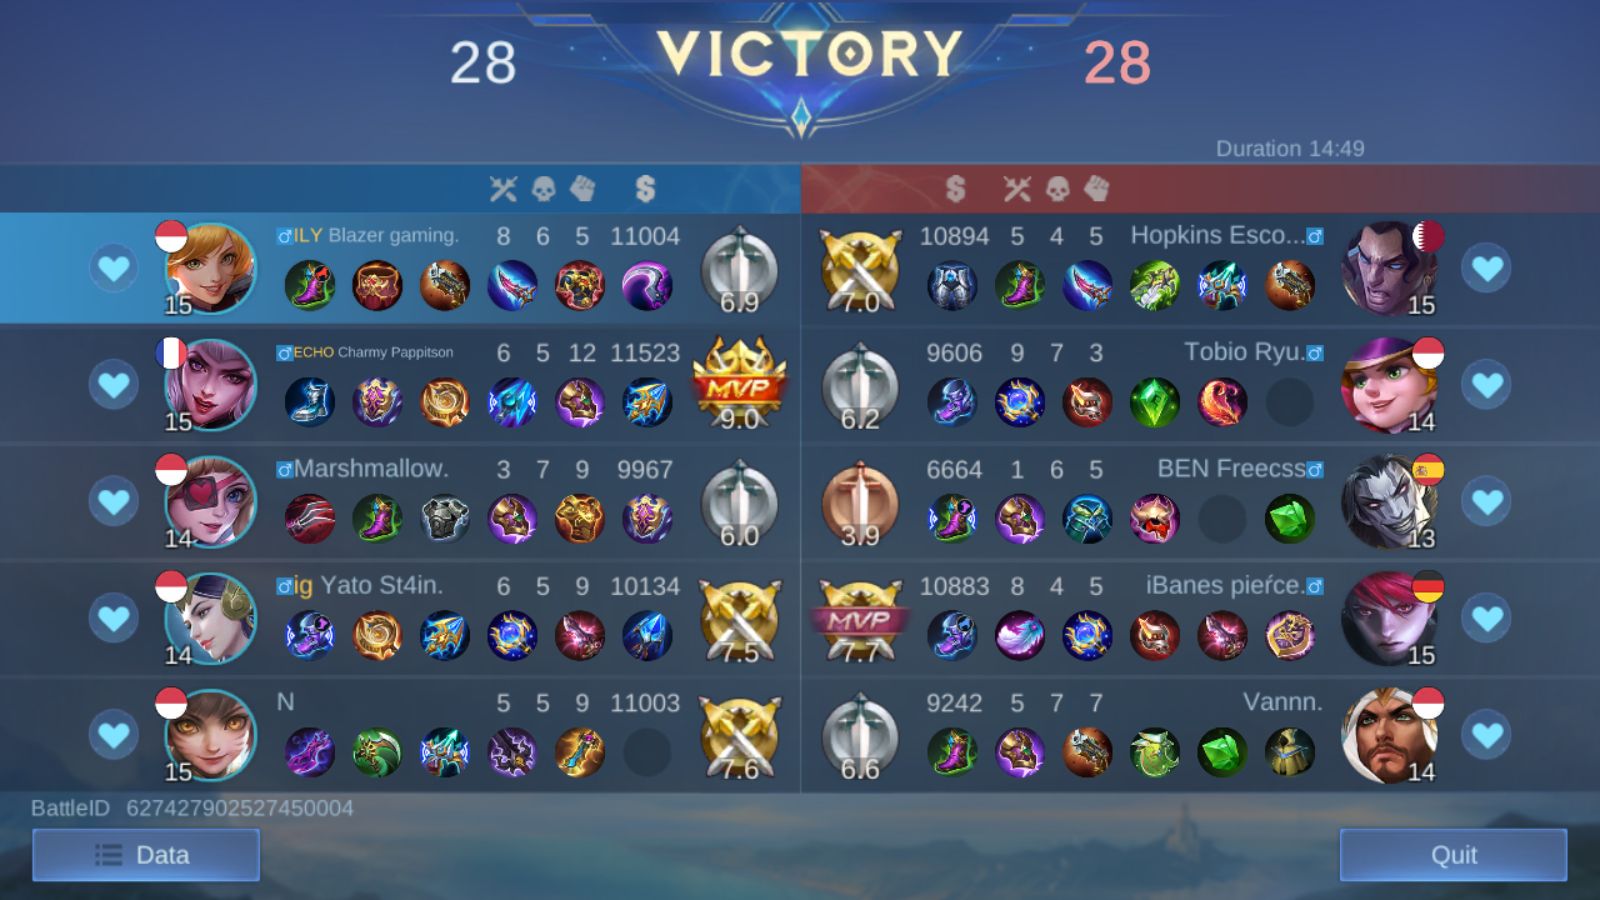 28 VICTORY 28
Duration 14:49
ILY Blazer gaming. 8 6 5 11004
15 6.9
10894 5 4 5 Hopkins Esco...
7.0 15
ECHO Charmy Pappitson 6 5 12 11523
15 MVP 9.0
9606 9 7 3 Tobio Ryu.
6.2 14
Marshmallow. 3 7 9 9967
14 6.0
6664 1 6 5 BEN Freecss
3.9 13
ig Yato St4in. 6 5 9 10134
14 7.5
10883 8 4 5 iBanes pieŕce.
MVP 7.7 15
N 5 5 9 11003
15 7.6
9242 5 7 7 Vannn.
6.6 14
BattleID 627427902527450004
Data Quit